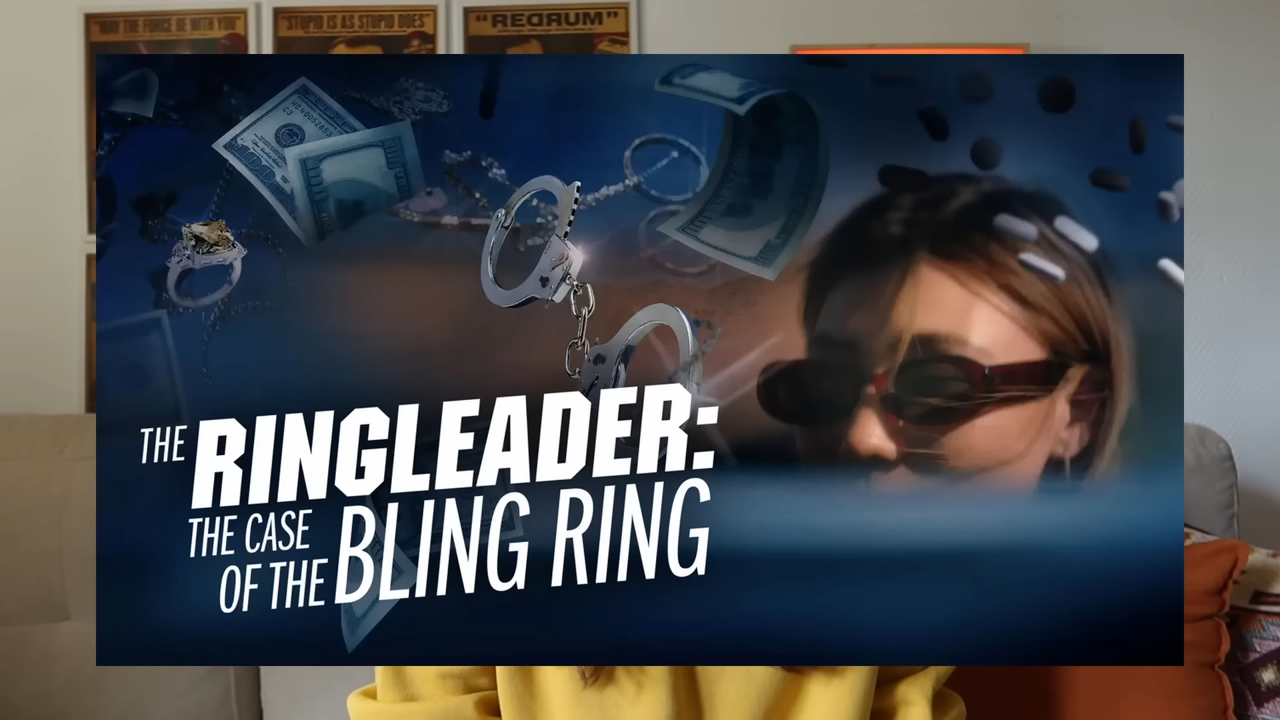 "MAY THE FORCE BE WITH YOU"
"STUPID IS AS STUPID DOES"
"REDRUM"
THE RINGLEADER:
THE CASE
OF THE BLING RING